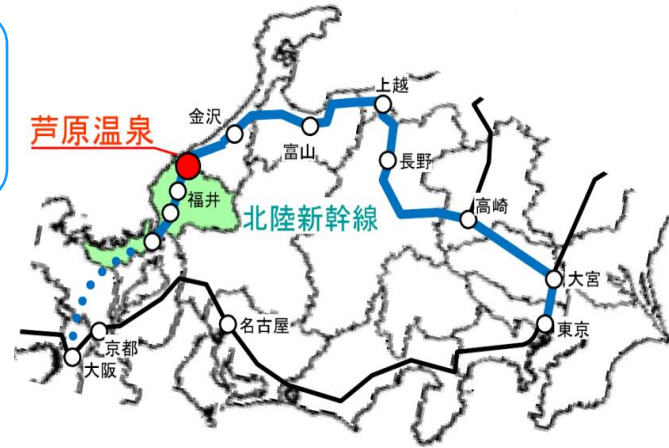 上越
金沢
芦原温泉
富山
長野
福井
高崎
北陸新幹線
大宮
名古屋
東京
京都
大阪